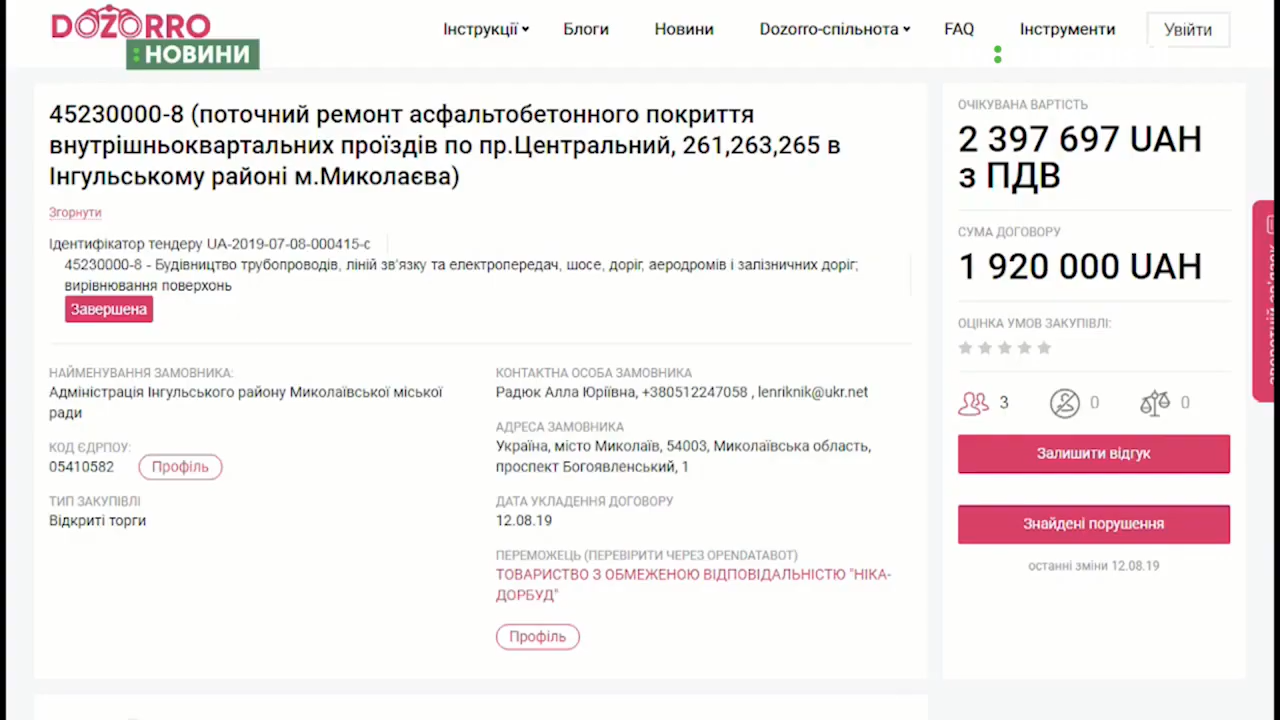 DOZORRO
:НОВИНИ
Інструкції
Блоги
Новини
Dozorro-спільнота
FAQ
Інструменти
Увійти
45230000-8 (поточний ремонт асфальтобетонного покриття
внутрішньоквартальних проїздів по пр.Центральний, 261,263,265 в
Інгульському районі м.Миколаєва)
Згорнути
Ідентифікатор тендеру UA-2019-07-08-000415-c
45230000-8 - Будівництво трубопроводів, ліній зв'язку та електропередач, шосе, доріг, аеродромів і залізничних доріг;
вирівнювання поверхонь
Завершена
НАЙМЕНУВАННЯ ЗАМОВНИКА:
Адміністрація Інгульського району Миколаївської міської
ради
КОД ЄДРПОУ:
05410582
Профіль
ТИП ЗАКУПІВЛІ
Відкриті торги
КОНТАКТНА ОСОБА ЗАМОВНИКА
Радюк Алла Юріївна, +380512247058 , lenriknik@ukr.net
АДРЕСА ЗАМОВНИКА
Україна, місто Миколаїв, 54003, Миколаївська область,
проспект Богоявленський, 1
ДАТА УКЛАДЕННЯ ДОГОВОРУ
12.08.19
ПЕРЕМОЖЕЦЬ (ПЕРЕВІРИТИ ЧЕРЕЗ OPENDATABOT)
ТОВАРИСТВО З ОБМЕЖЕНОЮ ВІДПОВІДАЛЬНІСТЮ "НІКА-
ДОРБУД"
Профіль
ОЧІКУВАНА ВАРТІСТЬ
2 397 697 UAH
з ПДВ
СУМА ДОГОВОРУ
1 920 000 UAH
ОЦІНКА УМОВ ЗАКУПІВЛІ:
3
0
0
Залишити відгук
Знайдені порушення
останні зміни 12.08.19